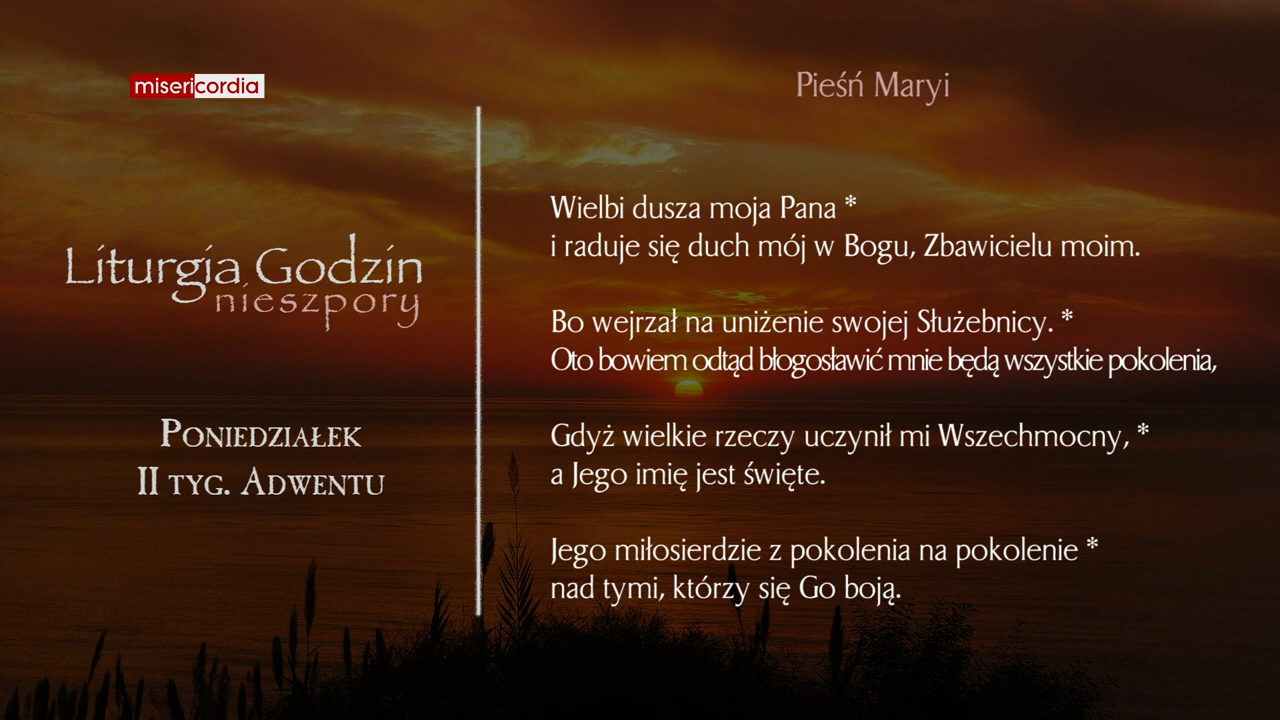 misericordia
Liturgia Godzin
nieszpory
Poniedziałek
II tyg. Adwentu
Pieśń Maryi
Wielbi dusza moja Pana *
i raduje się duch mój w Bogu, Zbawicielu moim.
Bo wejrzał na uniżenie swojej Służebnicy. *
Oto bowiem odtąd błogosławić mnie będą wszystkie pokolenia,
Gdyż wielkie rzeczy uczynił mi Wszechmocny, *
a Jego imię jest święte.
Jego miłosierdzie z pokolenia na pokolenie *
nad tymi, którzy się Go boją.